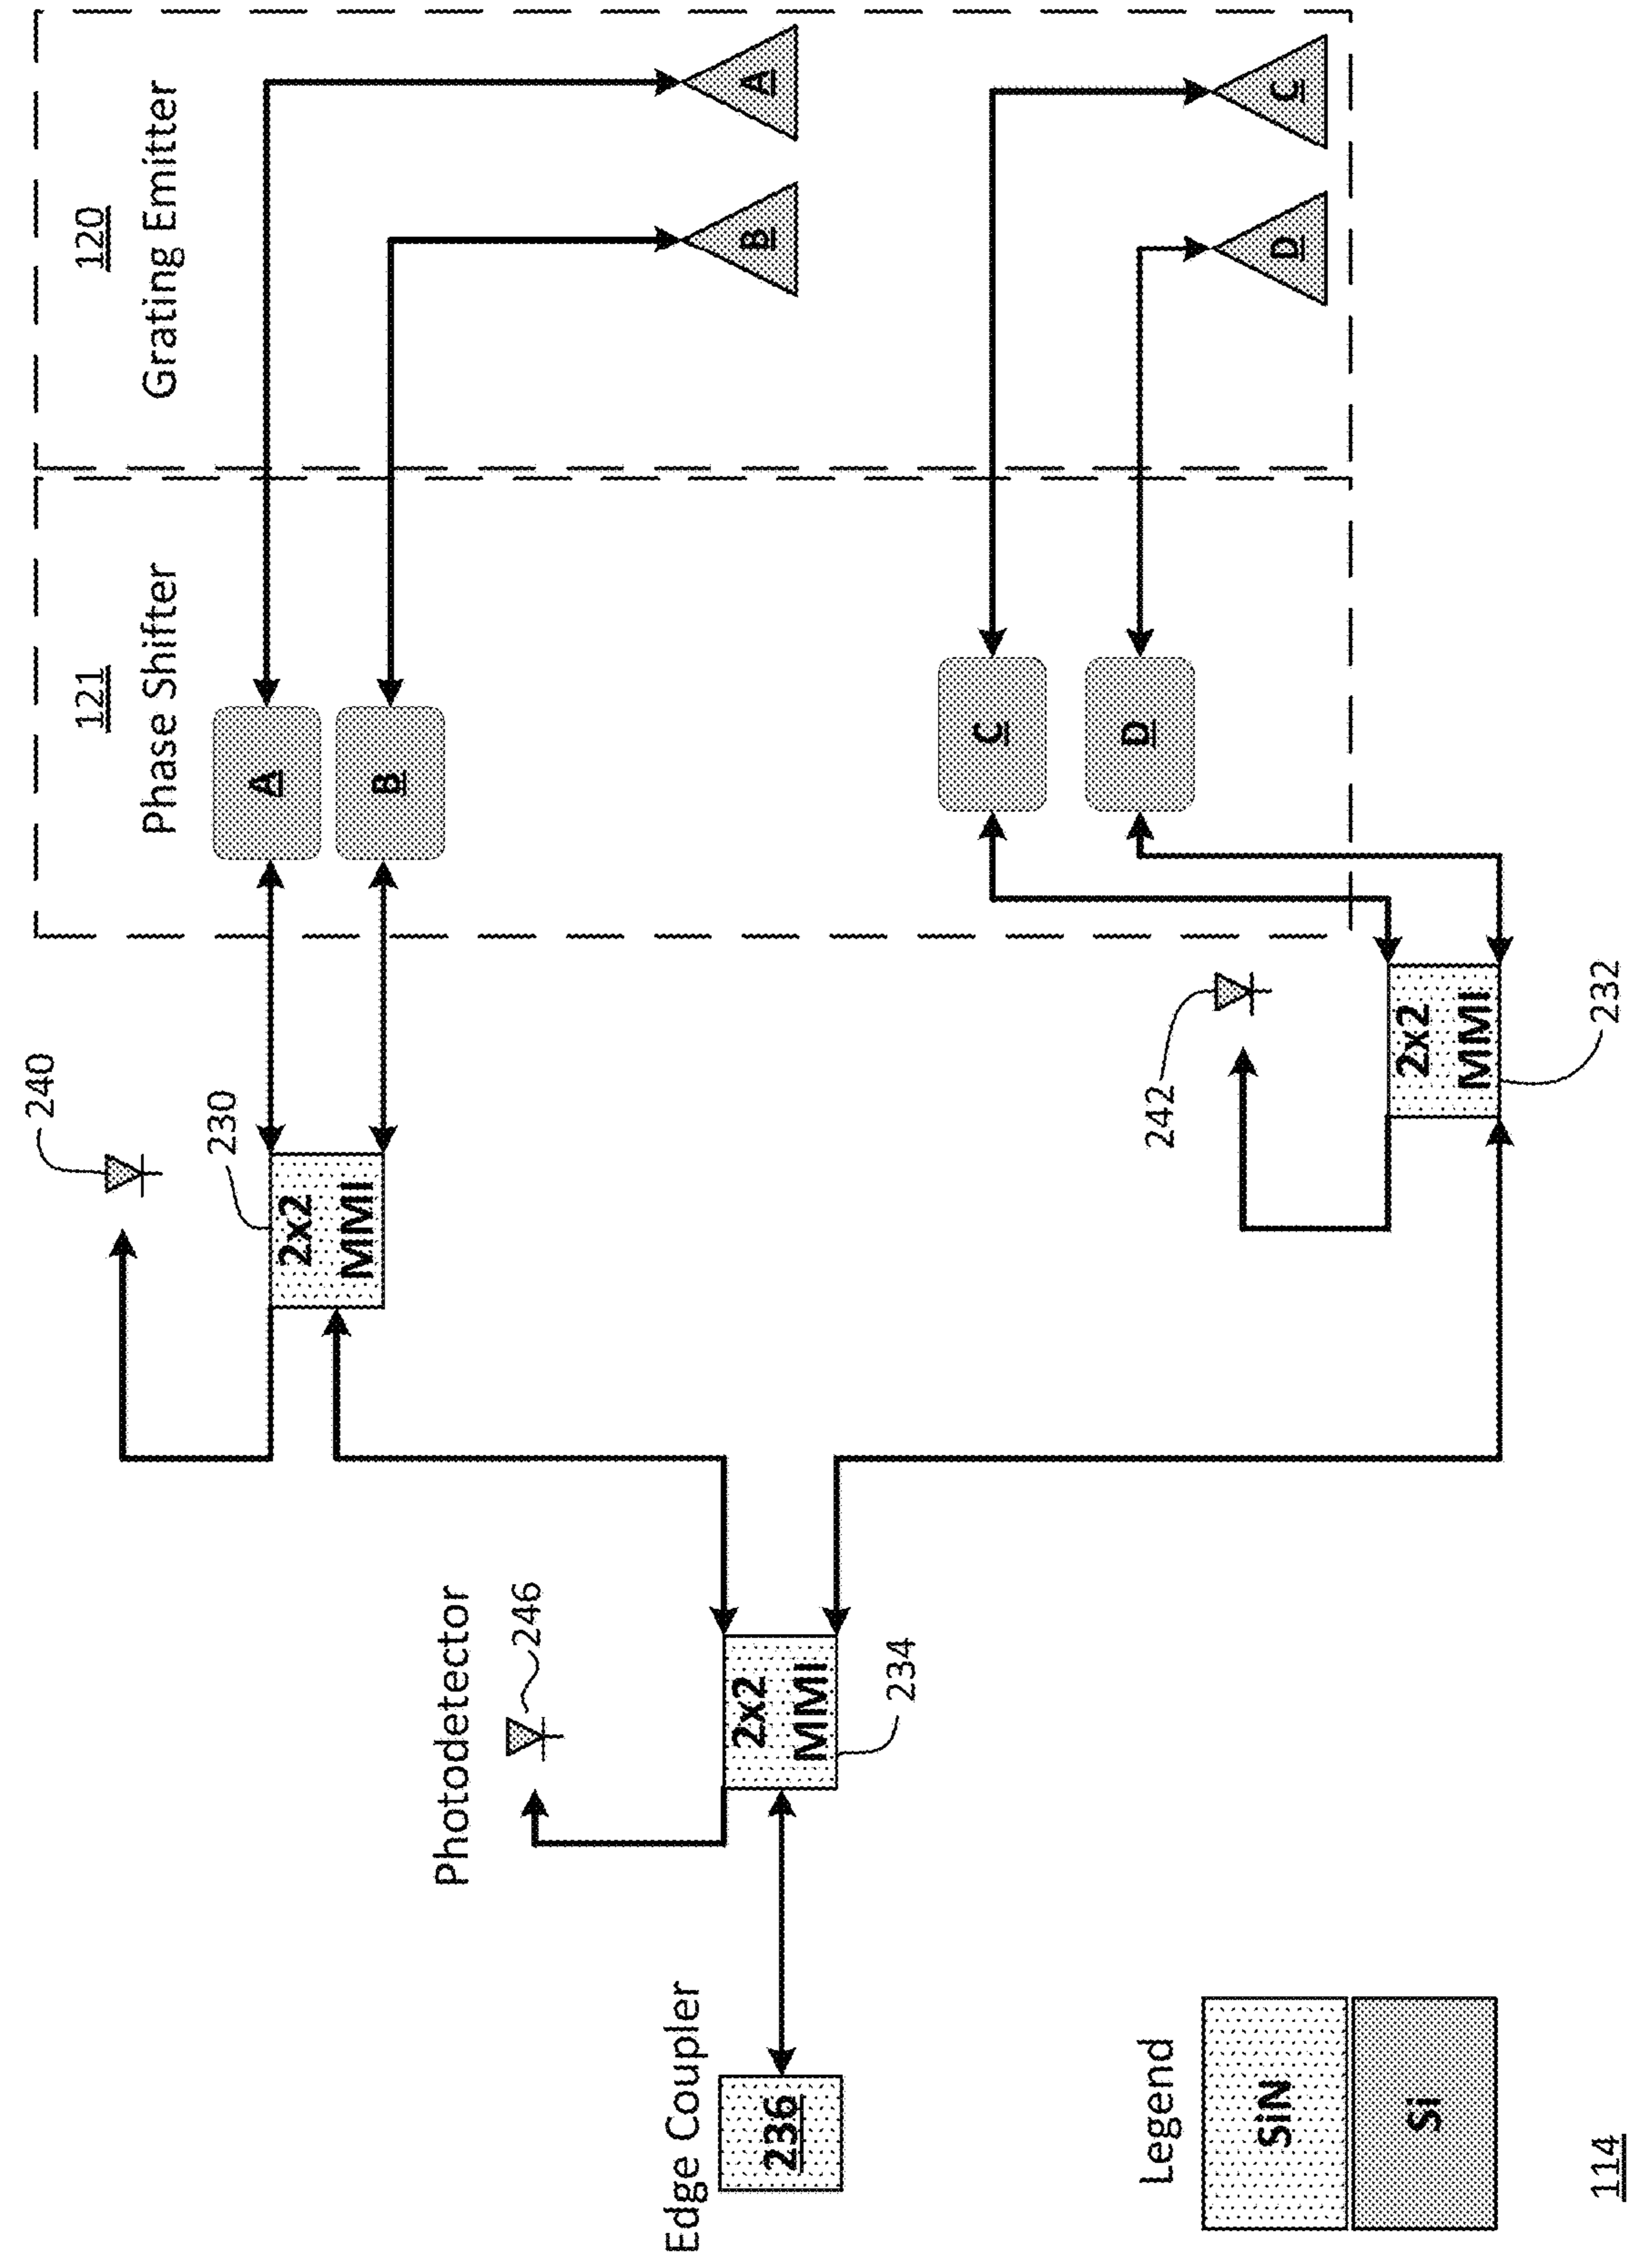 120
Grating Emitter
A
B
C
D
121
Phase Shifter
A
B
C
D
240
230
2x2
MMI
242
2x2
MMI
232
Photodetector
246
2x2
MMI
234
Edge Coupler
236
Legend
SiN
Si
114